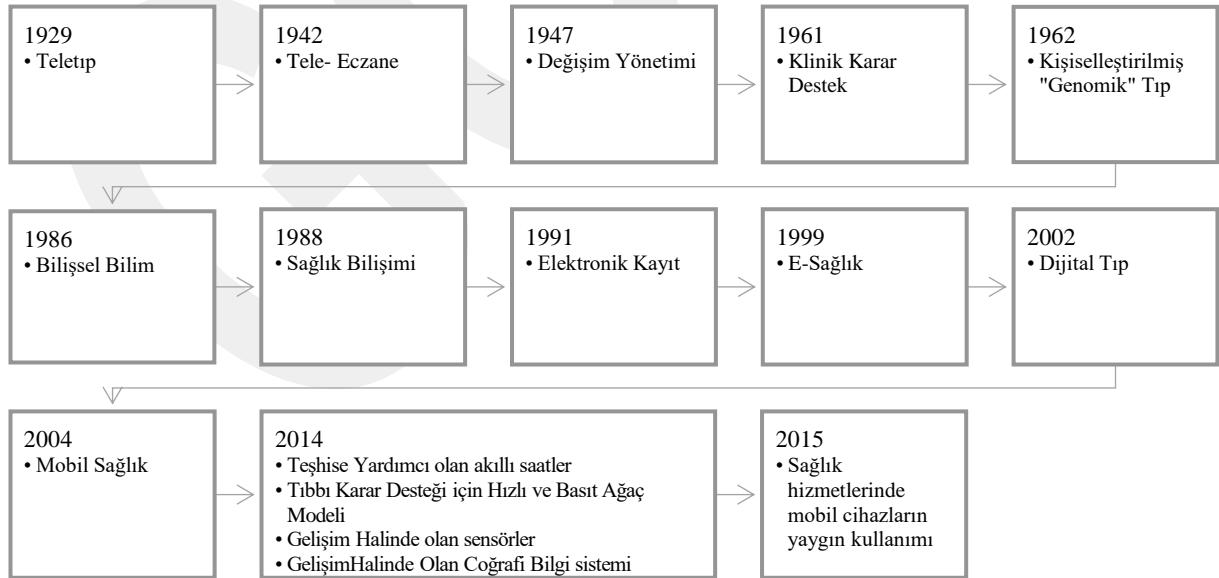 1929
• Teletıp
1942
• Tele- Eczane
1947
• Değişim Yönetimi
1961
• Klinik Karar
Destek
1962
• Kişiselleştirilmiş
"Genomik" Tıp
1986
• Bilişsel Bilim
1988
• Sağlık Bilişimi
1991
• Elektronik Kayıt
1999
• E-Sağlık
2002
• Dijital Tıp
2004
• Mobil Sağlık
2014
• Teşhise Yardımcı olan akıllı saatler
• Tıbbı Karar Desteği için Hızlı ve Basıt Ağaç
Modeli
• Gelişim Halinde olan sensörler
• GelişimHalinde Olan Coğrafi Bilgi sistemi
2015
• Sağlık
hizmetlerinde
mobil cihazların
yaygın kullanımı